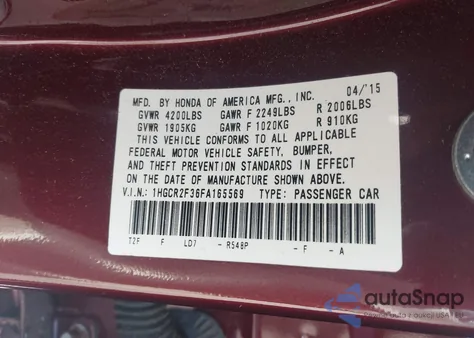 MFD. BY HONDA OF AMERICA MFG., INC. 04/15
GVWR 4200LBS GAWR F 2249LBS R 2006LBS
GVWR 1905KG GAWR F 1020KG R 910KG
THIS VEHICLE CONFORMS TO ALL APPLICABLE
FEDERAL MOTOR VEHICLE SAFETY, BUMPER,
AND THEFT PREVENTION STANDARDS IN EFFECT
ON THE DATE OF MANUFACTURE SHOWN ABOVE.
V.I.N.: 1HGCR2F36FA165569 TYPE: PASSENGER CAR
T2F F LD7 - R548P - F - A
autoSnap